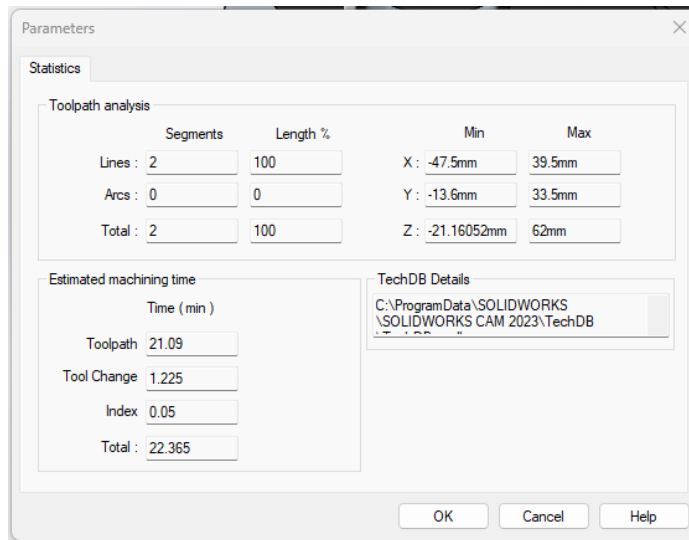 Parameters
Statistics
Toolpath analysis
Segments Length % Min Max
Lines : 2 100 X : -47.5mm 39.5mm
Arcs : 0 0 Y : -13.6mm 33.5mm
Total : 2 100 Z : -21.16052mm 62mm
Estimated machining time
Time ( min )
Toolpath 21.09
Tool Change 1.225
Index 0.05
Total : 22.365
TechDB Details
C:\ProgramData\SOLIDWORKS
\SOLIDWORKS CAM 2023\TechDB
OK Cancel Help